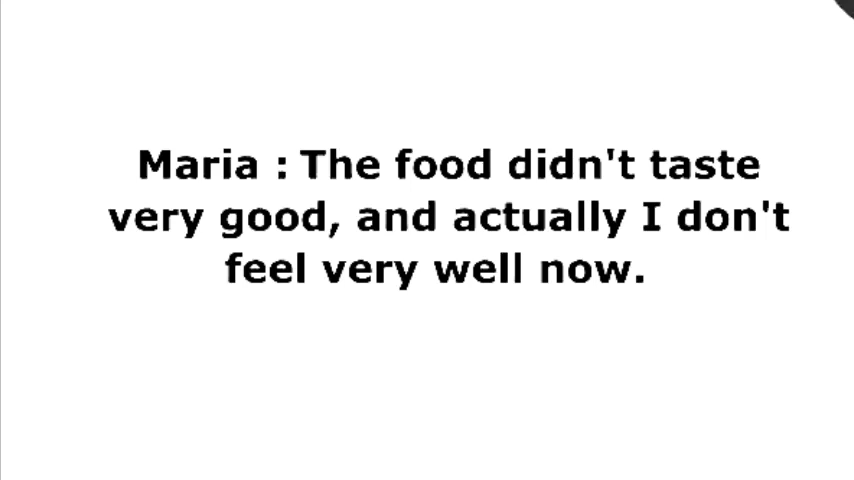 Maria : The food didn't taste
very good, and actually I don't
feel very well now.